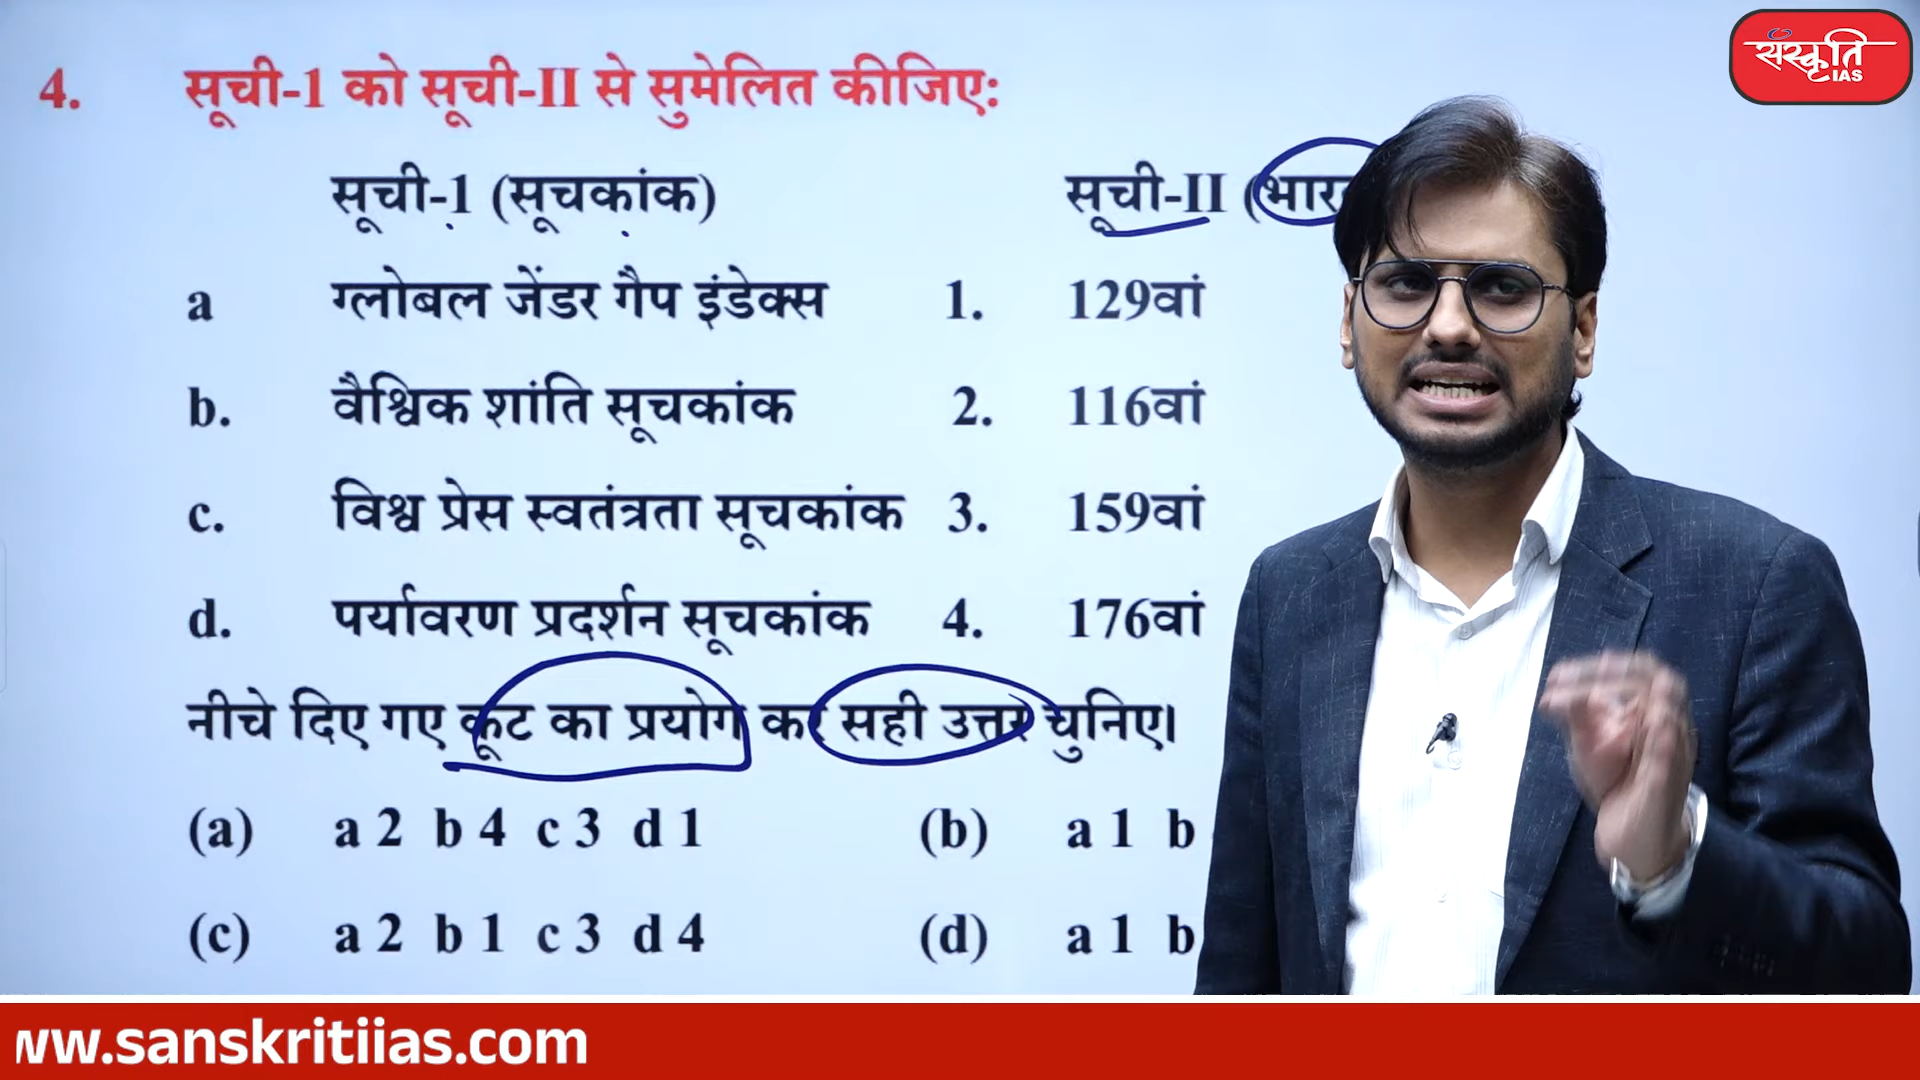 संस्कृति
IAS
4. सूची-1 को सूची-II से सुमेलित कीजिए:
सूची-1 (सूचकांक) सूची-II (भार
a ग्लोबल जेंडर गैप इंडेक्स 1. 129वां
b. वैश्विक शांति सूचकांक 2. 116वां
c. विश्व प्रेस स्वतंत्रता सूचकांक 3. 159वां
d. पर्यावरण प्रदर्शन सूचकांक 4. 176वां
नीचे दिए गए कूट का प्रयोग कर सही उत्तर चुनिए।
(a) a 2 b 4 c 3 d 1 (b) a 1 b
(c) a 2 b 1 c 3 d 4 (d) a 1 b
ww.sanskritiias.com